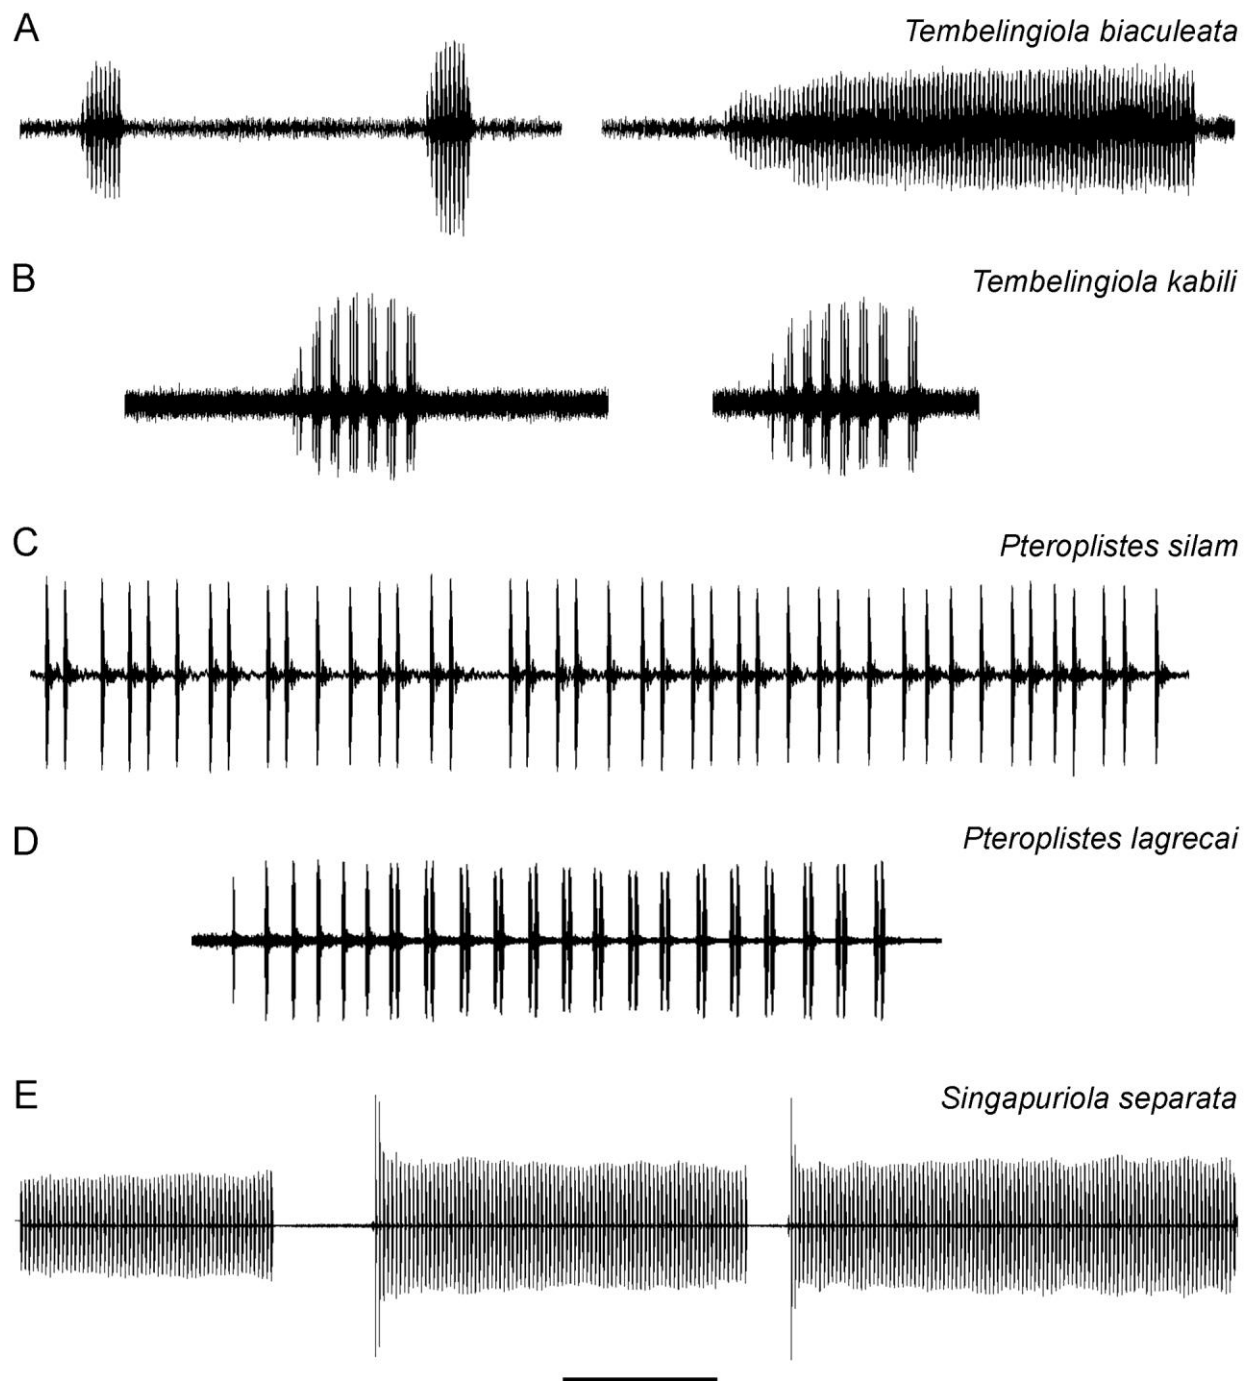 A Tembelingiola biaculeata
B Tembelingiola kabili
C Pteroplistes silam
D Pteroplistes lagrecai
E Singapuriola separata